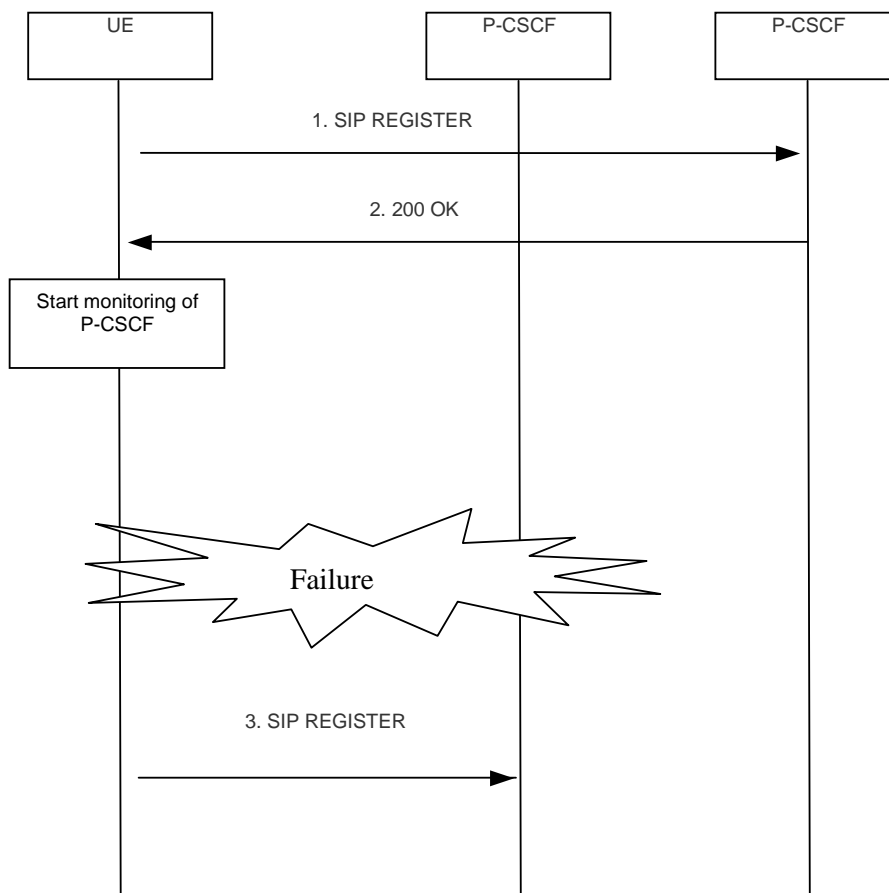 UE
P-CSCF
P-CSCF
1. SIP REGISTER
2. 200 OK
Start monitoring of
P-CSCF
Failure
3. SIP REGISTER